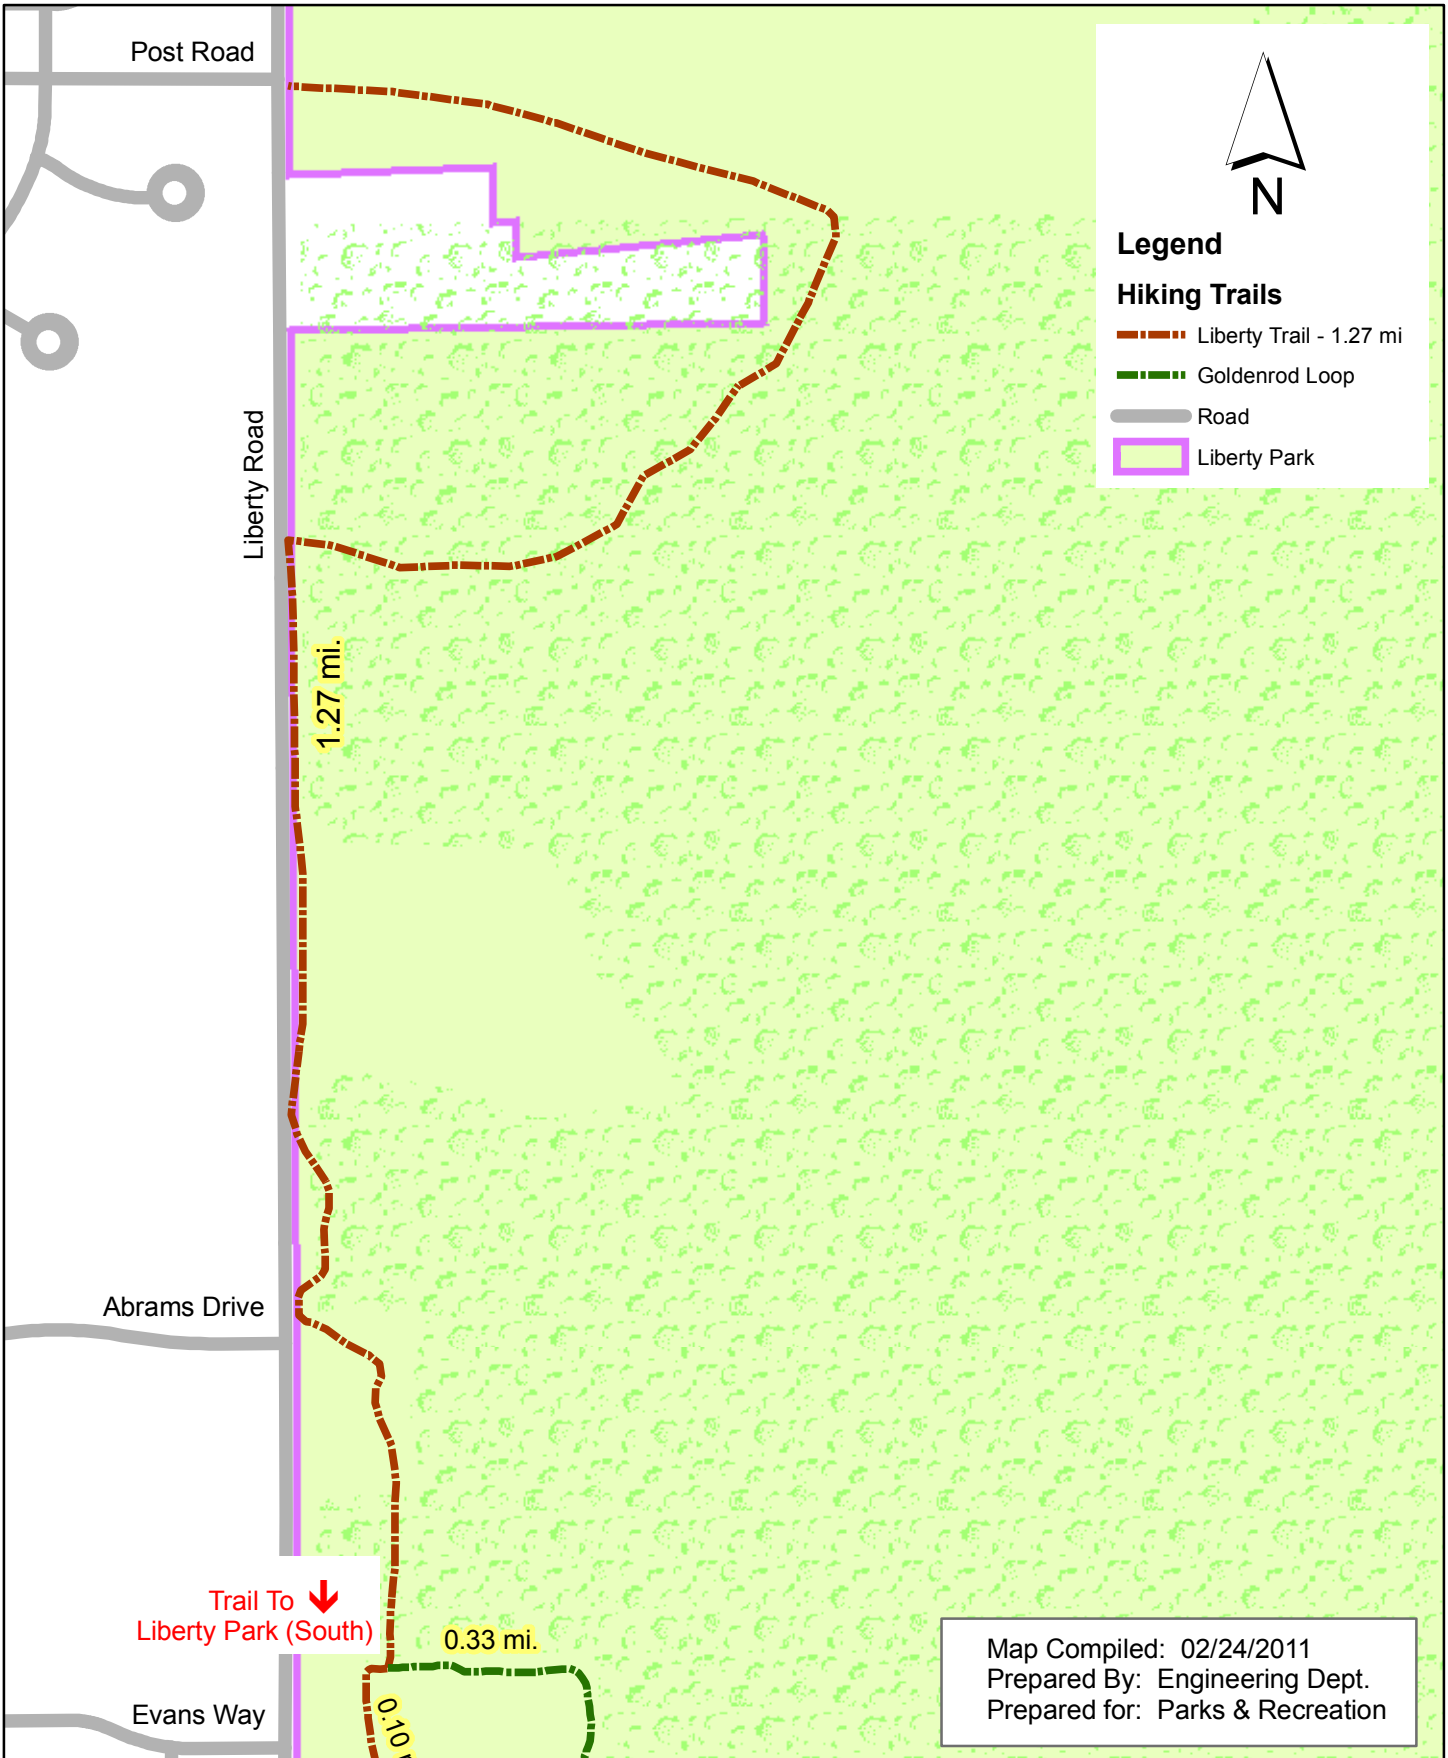 Post Road
N
Legend
Hiking Trails
Liberty Trail - 1.27 mi
Goldenrod Loop
Road
Liberty Park
Liberty Road
1.27 mi.
Abrams Drive
Trail To
Liberty Park (South)
0.33 mi.
Evans Way
0.10
Map Compiled: 02/24/2011
Prepared By: Engineering Dept.
Prepared for: Parks & Recreation